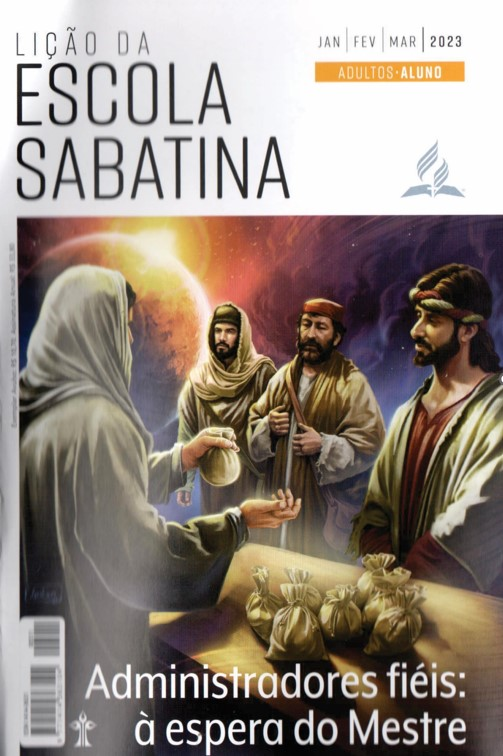 LIÇÃO DA
ESCOLA
SABATINA
JAN | FEV | MAR | 2023
ADULTOS • ALUNO
Administradores fiéis:
à espera do Mestre